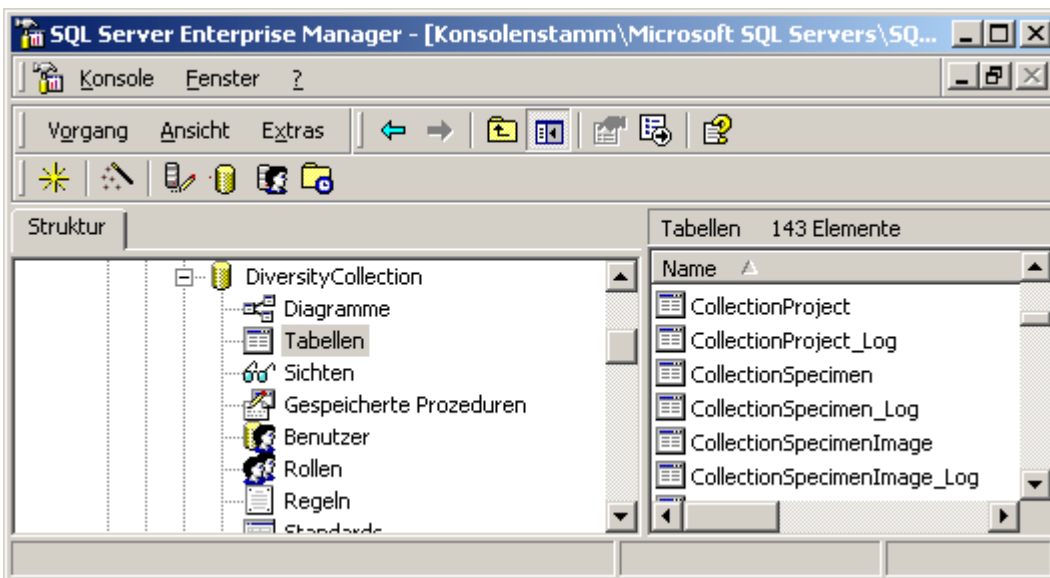 SQL Server Enterprise Manager - [Konsolenstamm\Microsoft SQL Servers\SQ...
Konsole Fenster ?
Vorgang Ansicht Extras
Struktur
Tabellen 143 Elemente
DiversityCollection
Diagramme
Tabellen
Sichten
Gespeicherte Prozeduren
Benutzer
Rollen
Regeln
Standards
Name
CollectionProject
CollectionProject_Log
CollectionSpecimen
CollectionSpecimen_Log
CollectionSpecimenImage
CollectionSpecimenImage_Log